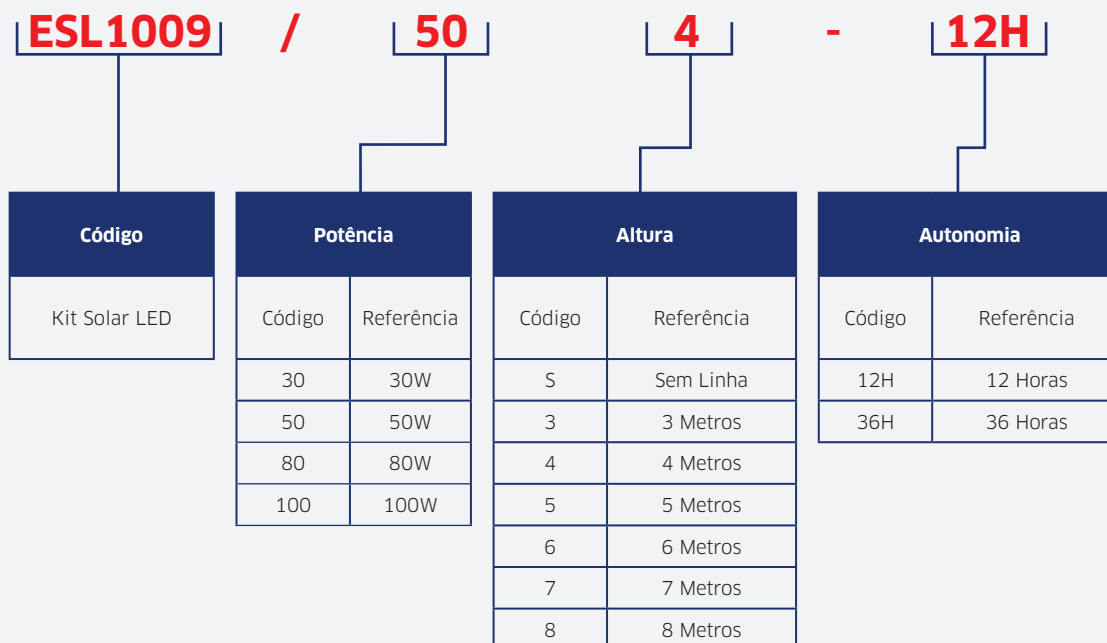 ESL1009 / 50 4 - 12H
Código Potência Altura Autonomia
Kit Solar LED Código Referência Código Referência Código Referência
30 30W S Sem Linha 12H 12 Horas
50 50W 3 3 Metros 36H 36 Horas
80 80W 4 4 Metros
100 100W 5 5 Metros
6 6 Metros
7 7 Metros
8 8 Metros